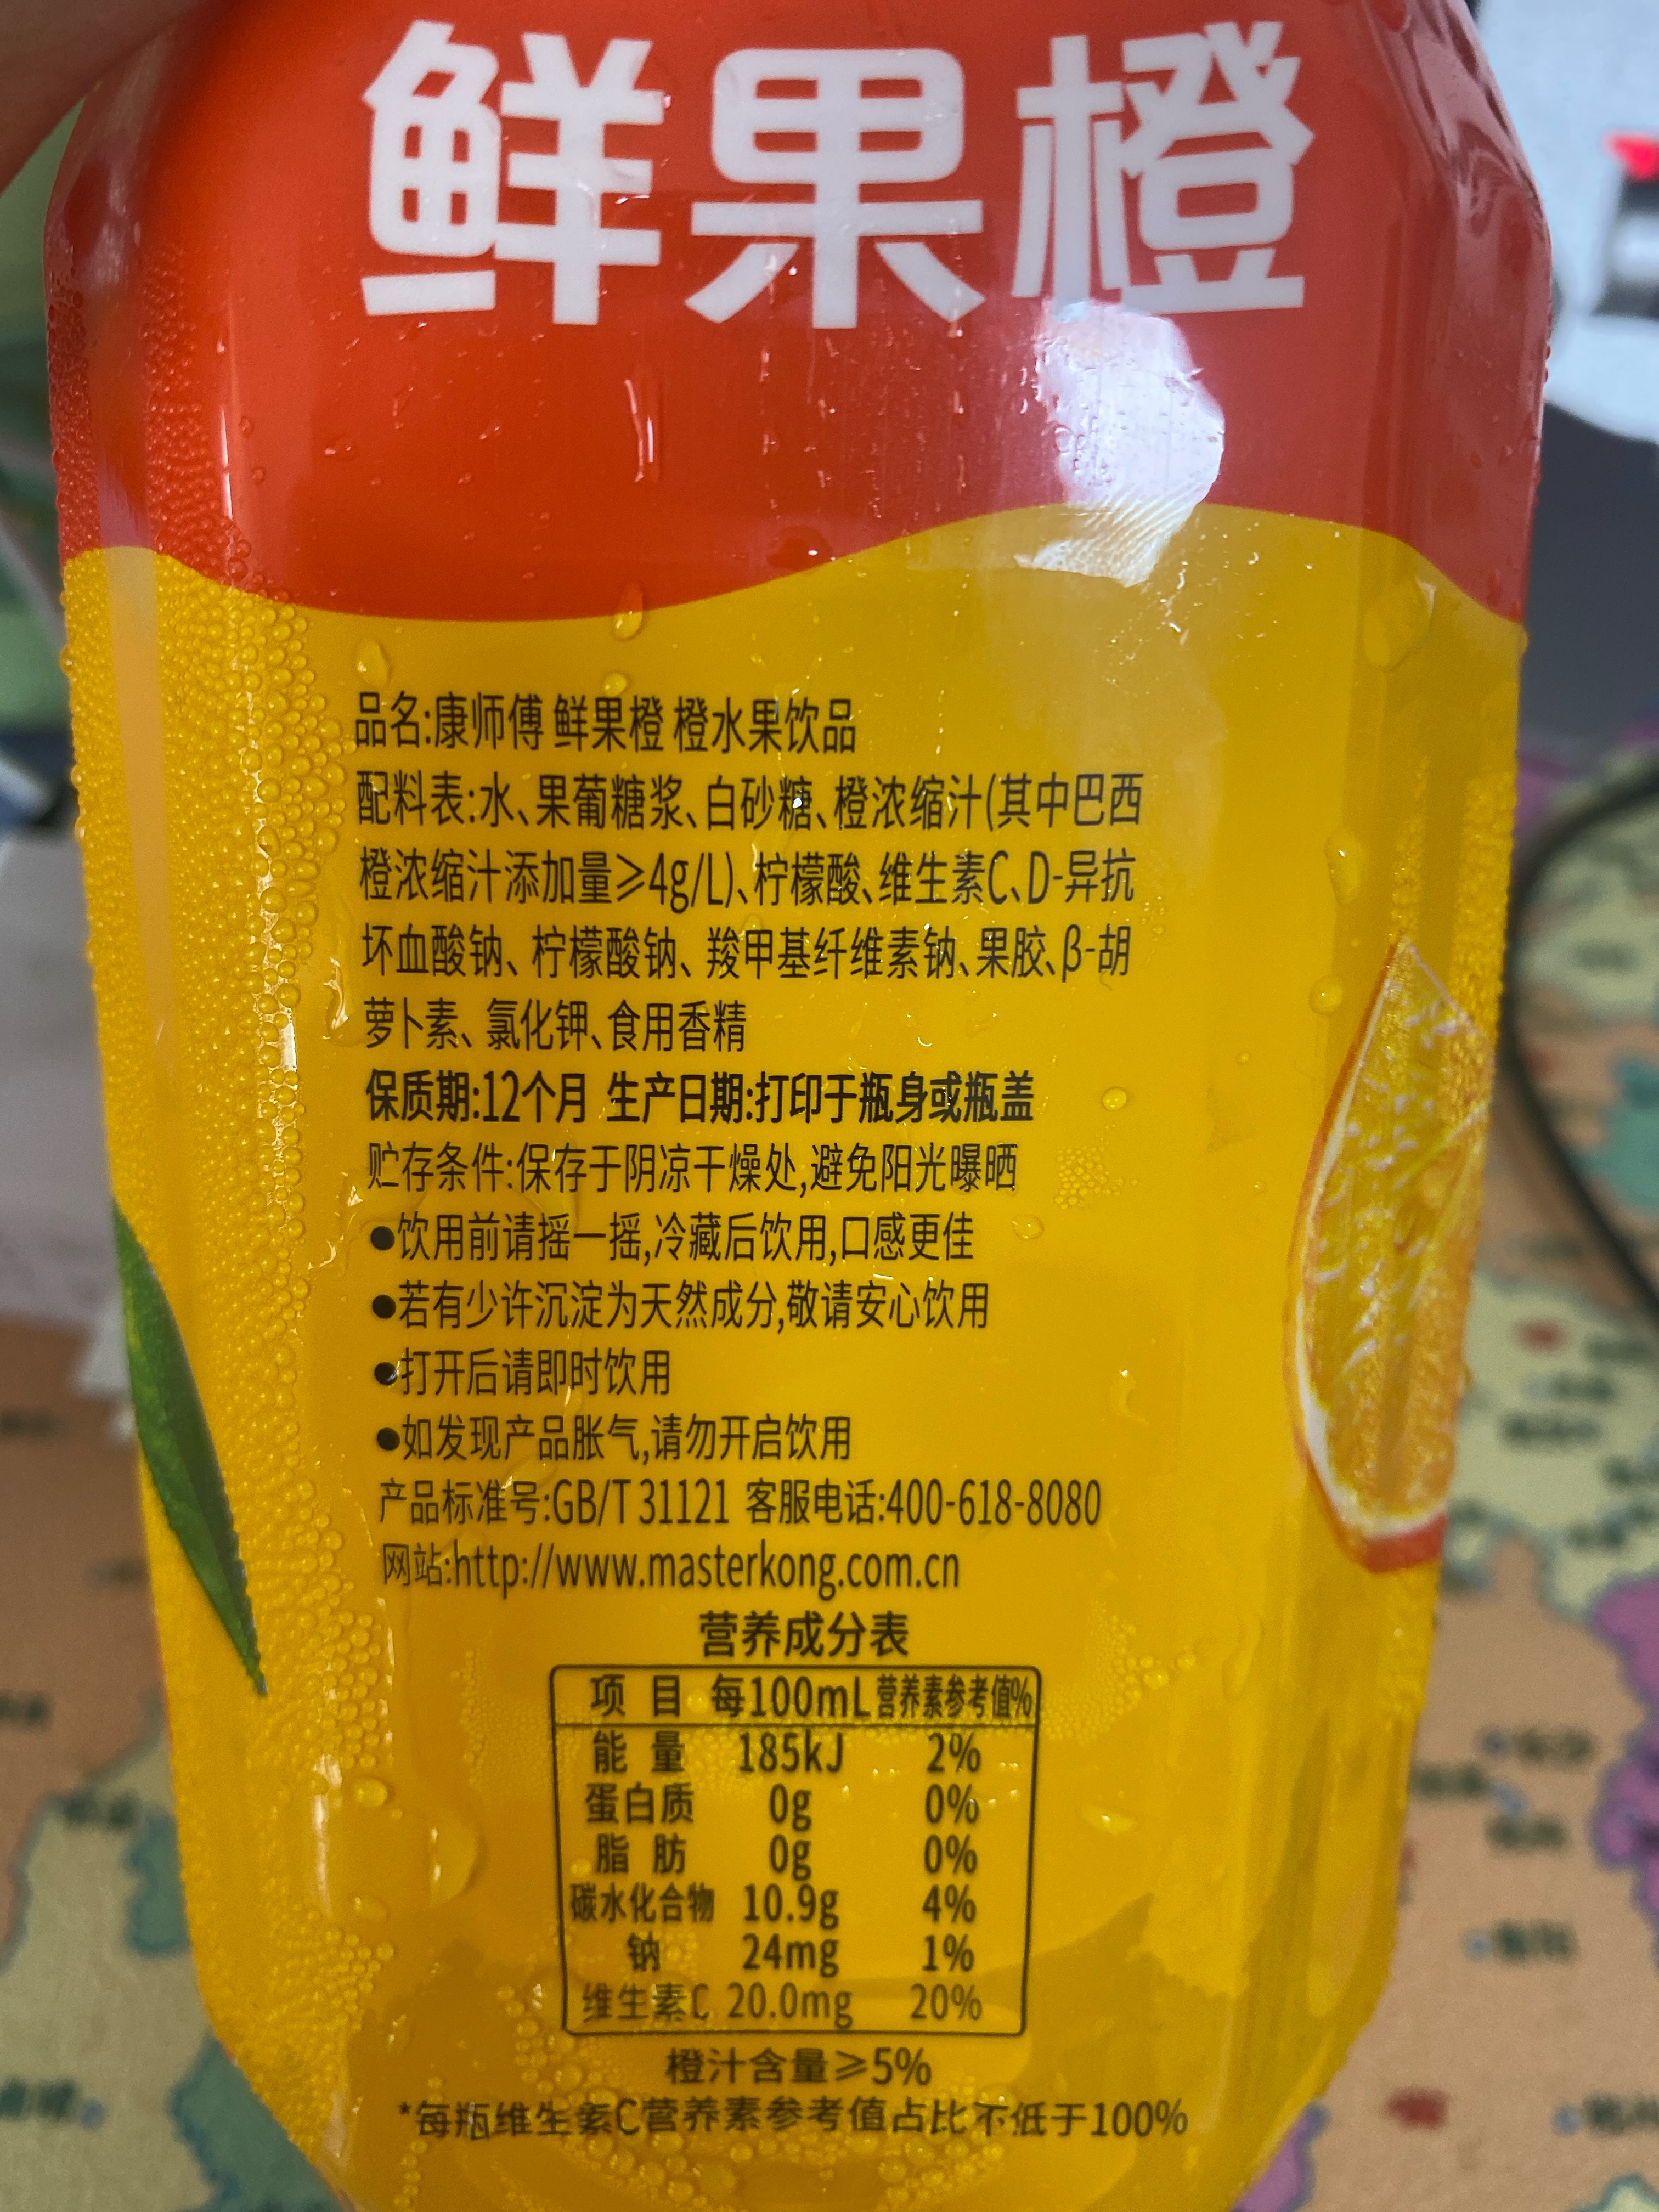 鲜果橙
品名:康师傅 鲜果橙 橙水果饮品
配料表:水、果葡糖浆、白砂糖、橙浓缩汁(其中巴西
橙浓缩汁添加量≥4g/L)、柠檬酸、维生素C、D-异抗
坏血酸钠、柠檬酸钠、羧甲基纤维素钠、果胶、β-胡
萝卜素、氯化钾、食用香精
保质期:12个月 生产日期:打印于瓶身或瓶盖
贮存条件:保存于阴凉干燥处,避免阳光曝晒
●饮用前请摇一摇,冷藏后饮用,口感更佳
●若有少许沉淀为天然成分,敬请安心饮用
●打开后请即时饮用
●如发现产品胀气,请勿开启饮用
产品标准号:GB/T 31121 客服电话:400-618-8080
网站:http://www.masterkong.com.cn
营养成分表
项 目 每100mL 营养素参考值%
能 量 185kJ 2%
蛋白质 0g 0%
脂 肪 0g 0%
碳水化合物 10.9g 4%
钠 24mg 1%
维生素C 20.0mg 20%
橙汁含量≥5%
*每瓶维生素C营养素参考值占比不低于100%